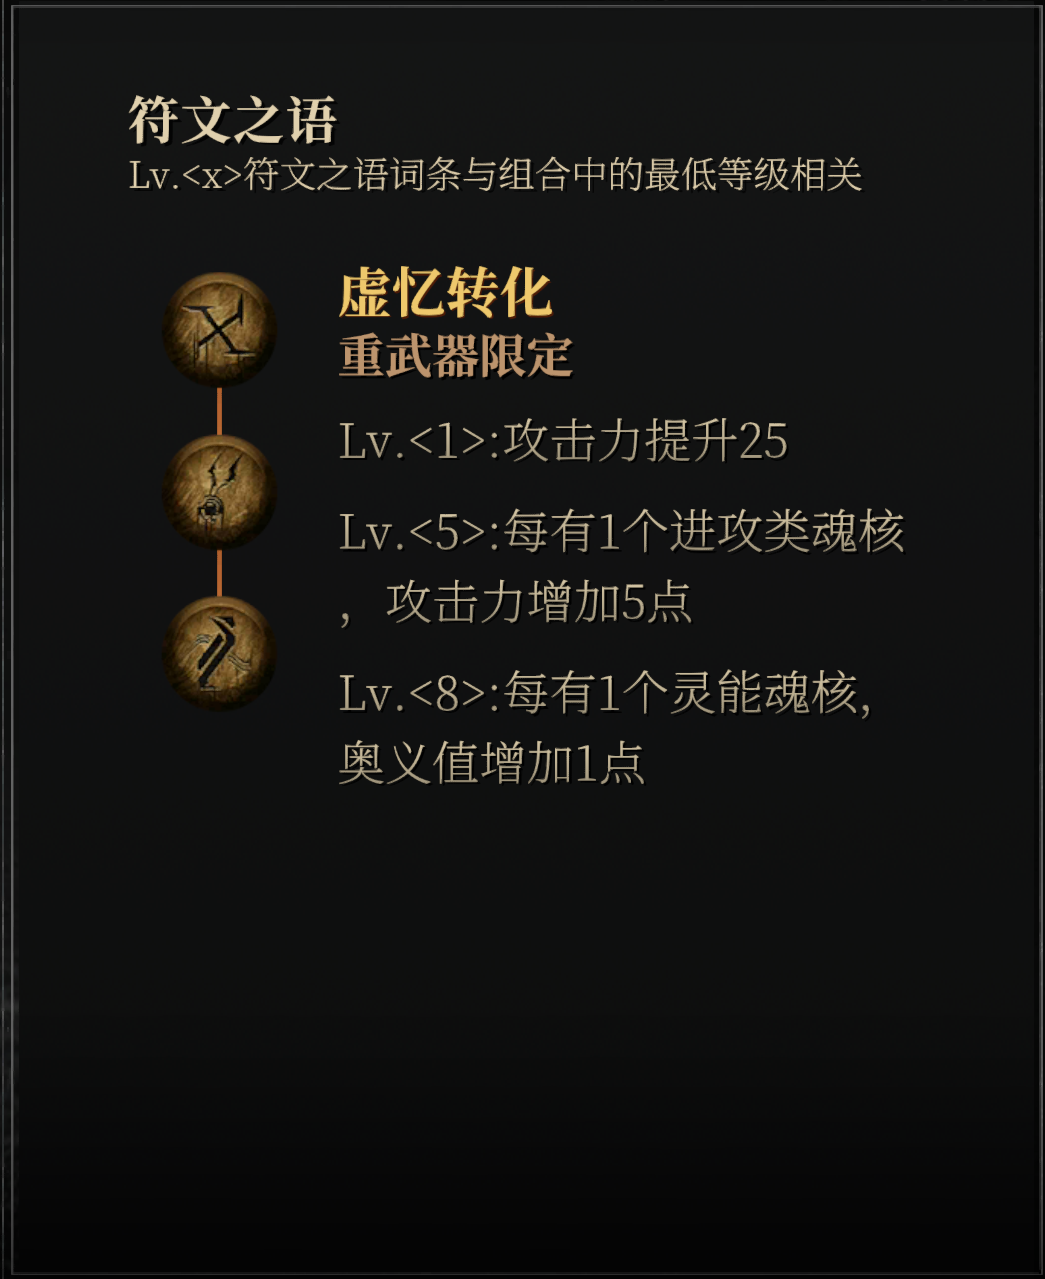 符文之语
Lv.<x>符文之语词条与组合中的最低等级相关
虚忆转化
重武器限定
Lv.<1>:攻击力提升25
Lv.<5>:每有1个进攻类魂核
，攻击力增加5点
Lv.<8>:每有1个灵能魂核，
奥义值增加1点